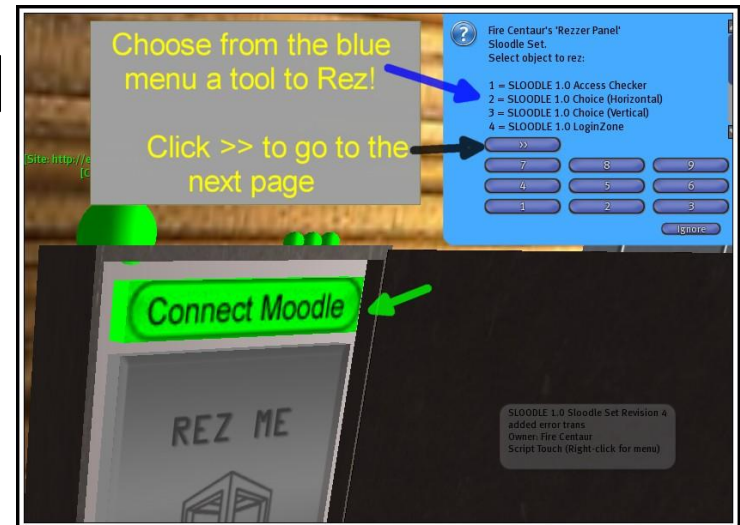 Choose from the blue
menu a tool to Rez!
Click >> to go to the
next page
Fire Centaur's 'Rezzer Panel'
Sloodle Set.
Select object to rez:
1 = SLOODLE 1.0 Access Checker
2 = SLOODLE 1.0 Choice (Horizontal)
3 = SLOODLE 1.0 Choice (Vertical)
4 = SLOODLE 1.0 LoginZone
>>
7 8 9
4 5 6
1 2 3
Ignore
[Site: http://e
[C
Connect Moodle
REZ ME
SLOODLE 1.0 Sloodle Set Revision 4
added error trans
Owner: Fire Centaur
Script Touch (Right-click for menu)